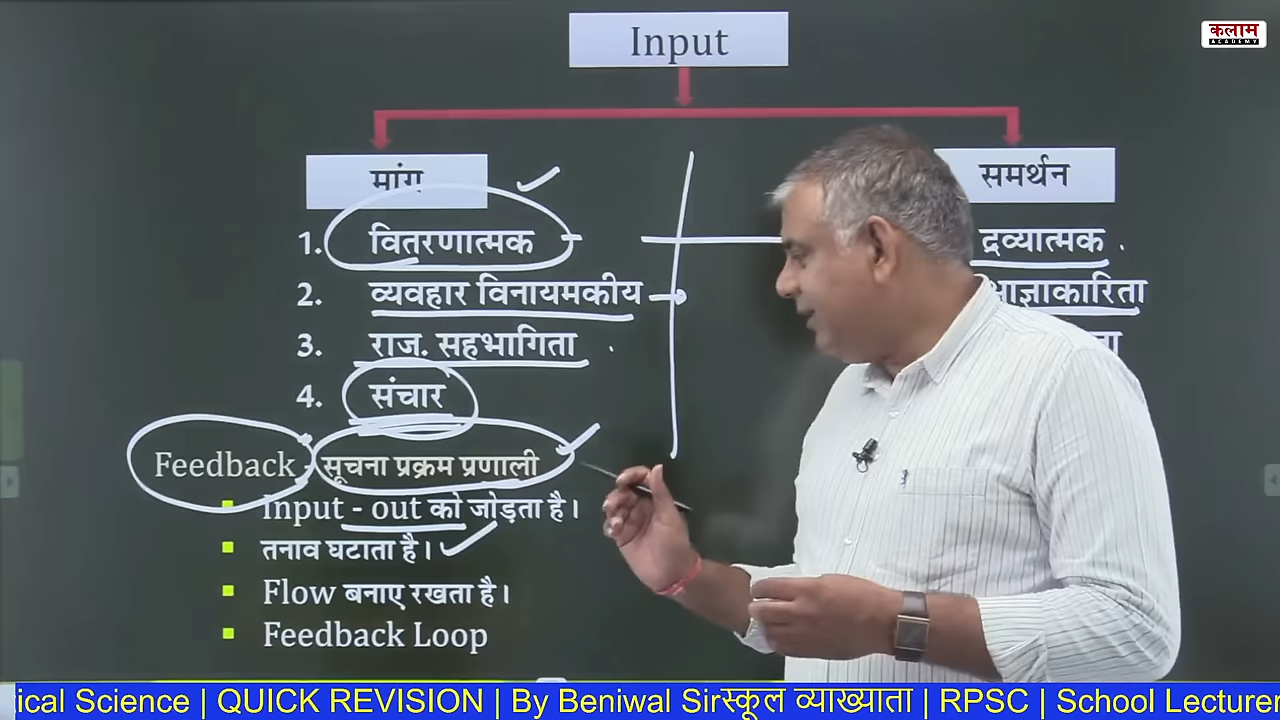 कलाम
ACADEMY
Input
मांग
समर्थन
1. वितरणात्मक
द्रव्यात्मक
2. व्यवहार विनायमकीय
आज्ञाकारिता
3. राज. सहभागिता
4. संचार
Feedback - सूचना प्रक्रम प्रणाली
Input - out को जोड़ता है।
तनाव घटाता है।
Flow बनाए रखता है।
Feedback Loop
tical Science | QUICK REVISION | By Beniwal Sirस्कूल व्याख्याता | RPSC | School Lecturer